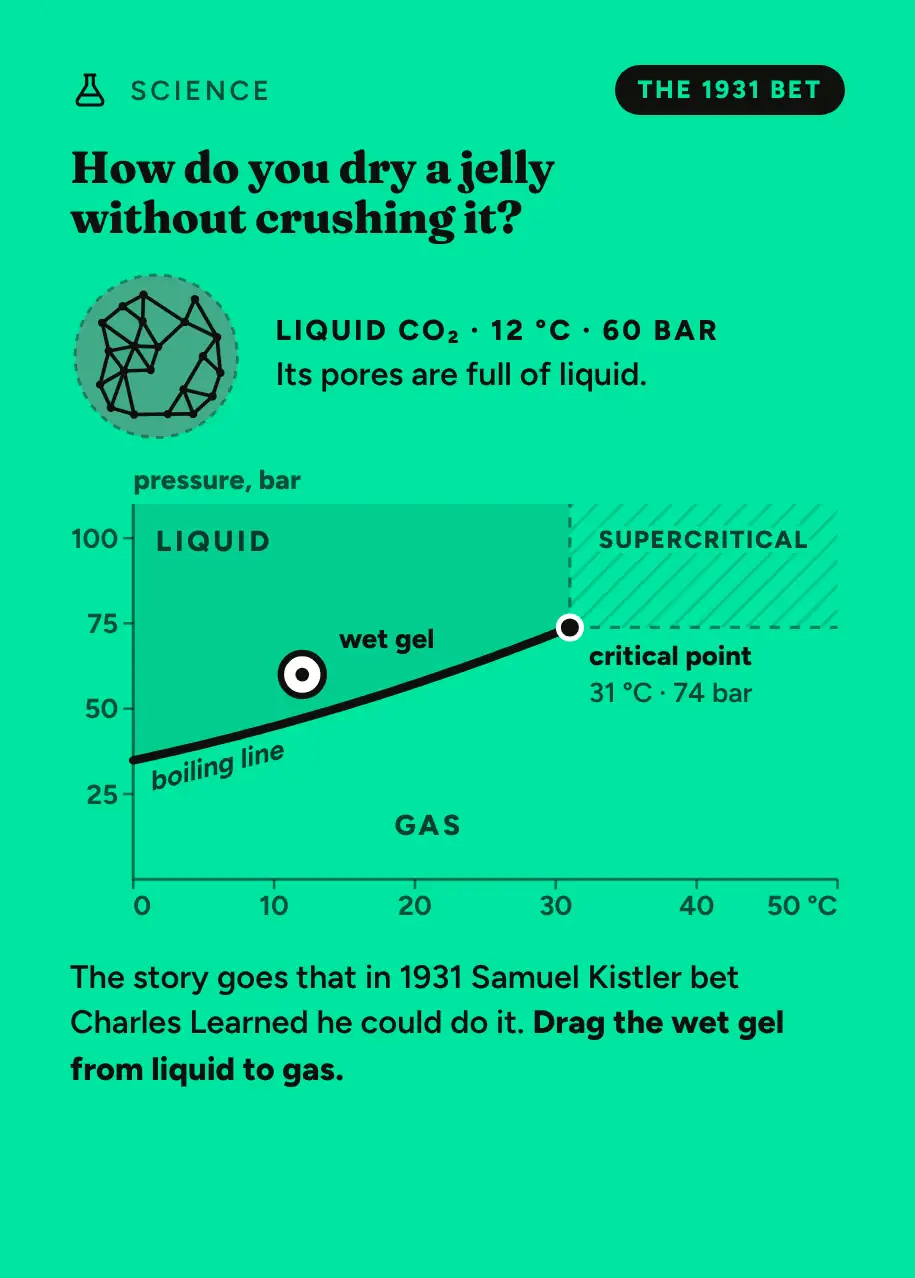 SCIENCE
THE 1931 BET
How do you dry a jelly
without crushing it?
LIQUID CO₂ · 12 °C · 60 BAR
Its pores are full of liquid.
pressure, bar
100
LIQUID
SUPERCRITICAL
75
wet gel
critical point
31 °C · 74 bar
50
boiling line
25
GAS
0 10 20 30 40 50 °C
The story goes that in 1931 Samuel Kistler bet
Charles Learned he could do it. Drag the wet gel
from liquid to gas.